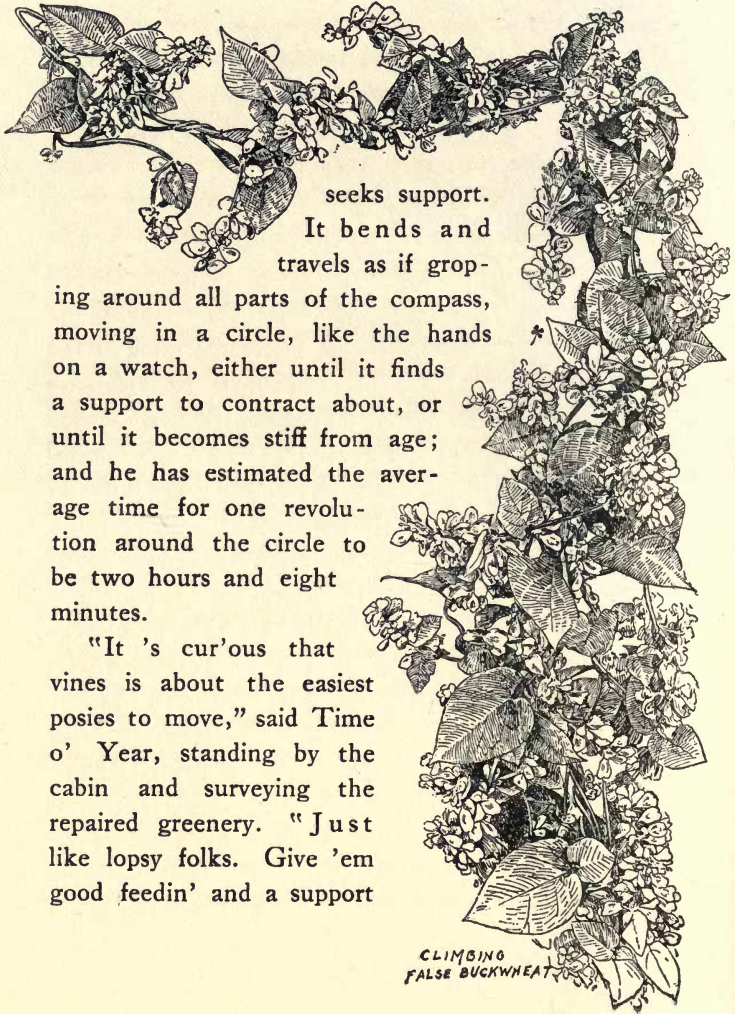 seeks support.
It bends and
travels as if grop-
ing around all parts of the compass,
moving in a circle, like the hands
on a watch, either until it finds
a support to contract about, or
until it becomes stiff from age;
and he has estimated the aver-
age time for one revolu-
tion around the circle to
be two hours and eight
minutes.
"It 's cur'ous that
vines is about the easiest
posies to move," said Time
o' Year, standing by the
cabin and surveying the
repaired greenery. "Just
like lopsy folks. Give 'em
good feedin' and a support
CLIMBING
FALSE BUCKWHEAT